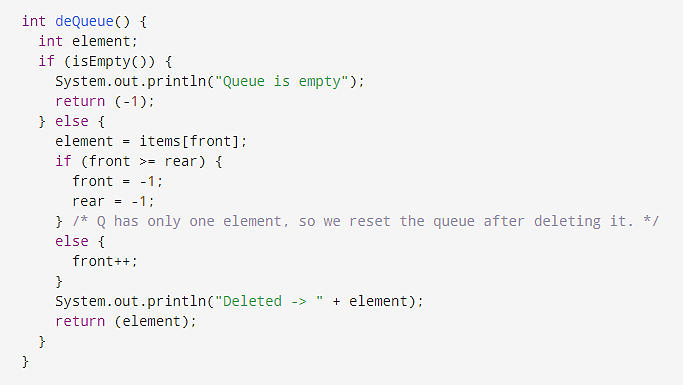 int deQueue() {
  int element;
  if (isEmpty()) {
    System.out.println("Queue is empty");
    return (-1);
  } else {
    element = items[front];
    if (front >= rear) {
      front = -1;
      rear = -1;
    } /* Q has only one element, so we reset the queue after deleting it. */
    else {
      front++;
    }
    System.out.println("Deleted -> " + element);
    return (element);
  }
}